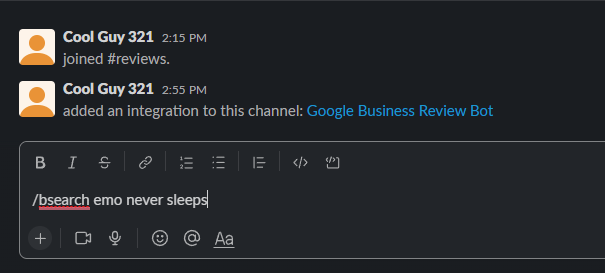 Cool Guy 321 2:15 PM
joined #reviews.
Cool Guy 321 2:55 PM
added an integration to this channel: Google Business Review Bot
B I S </>
/bsearch emo never sleeps
+ @ Aa